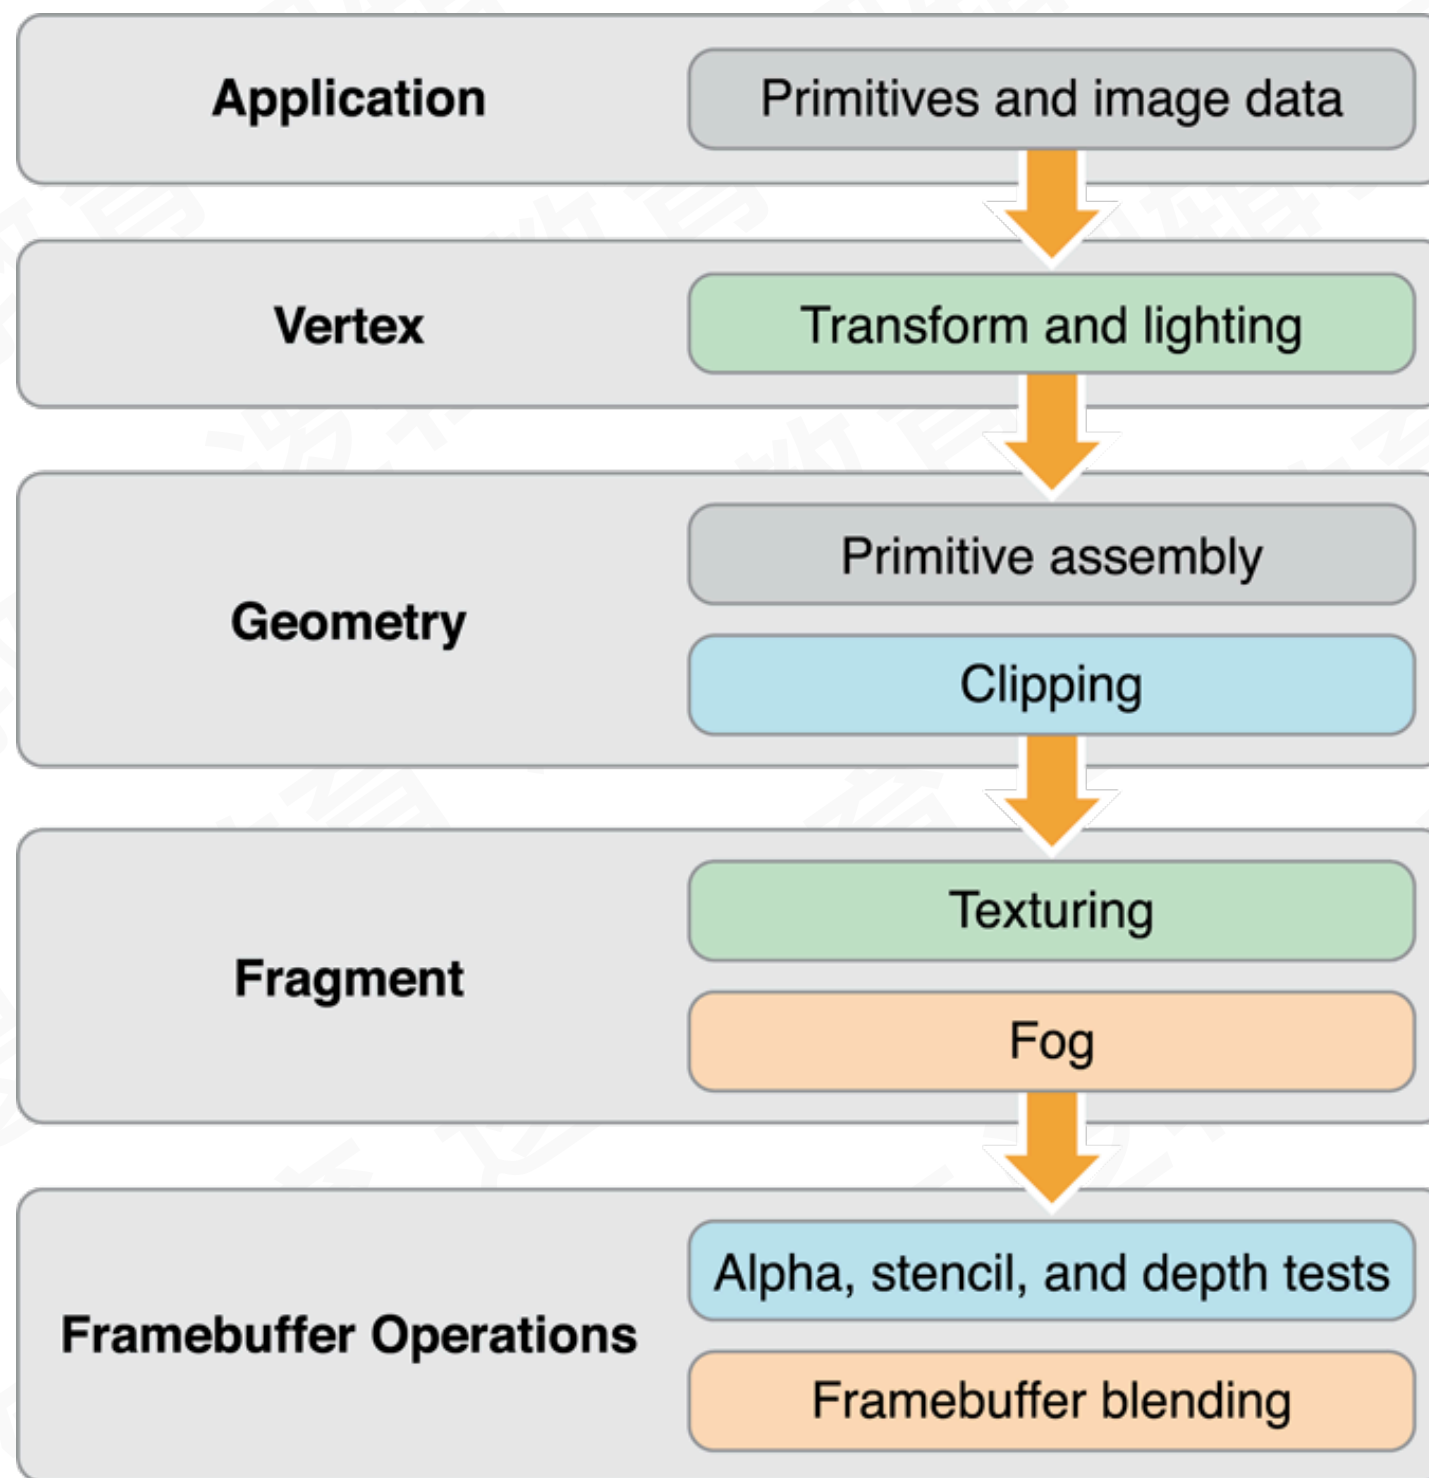 Application
Primitives and image data
Vertex
Transform and lighting
Geometry
Primitive assembly
Clipping
Fragment
Texturing
Fog
Framebuffer Operations
Alpha, stencil, and depth tests
Framebuffer blending